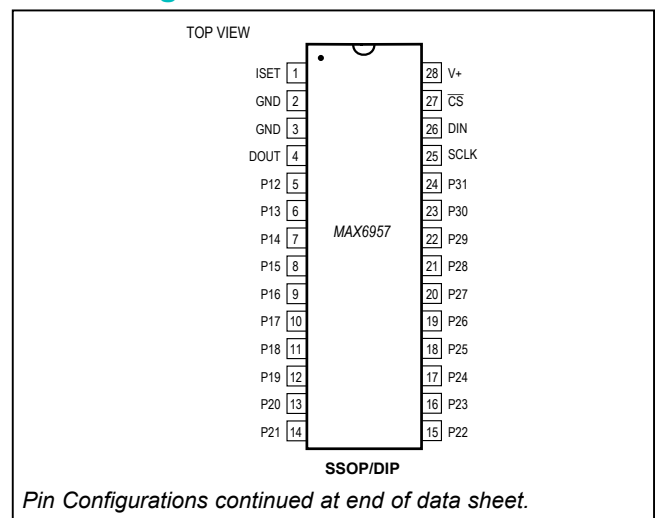 TOP VIEW
ISET 1 28 V+
GND 2 27 C̅S̅
GND 3 26 DIN
DOUT 4 25 SCLK
P12 5 24 P31
P13 6 23 P30
P14 7 MAX6957 22 P29
P15 8 21 P28
P16 9 20 P27
P17 10 19 P26
P18 11 18 P25
P19 12 17 P24
P20 13 16 P23
P21 14 15 P22
SSOP/DIP
Pin Configurations continued at end of data sheet.